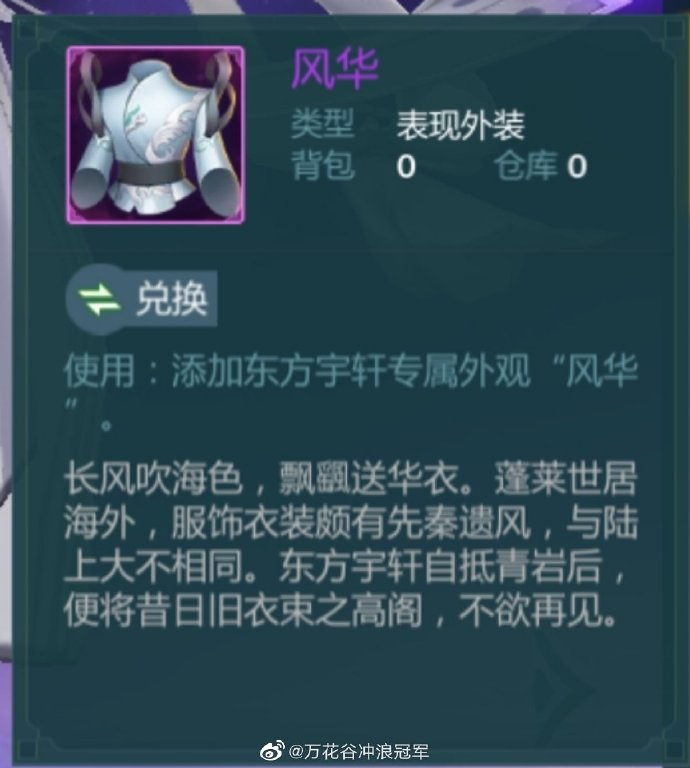 风华
类型 表现外装
背包 0 仓库 0
兑换
使用：添加东方宇轩专属外观“风华
”。
长风吹海色，飘飖送华衣。蓬莱世居
海外，服饰衣装颇有先秦遗风，与陆
上大不相同。东方宇轩自抵青岩后，
便将昔日旧衣束之高阁，不欲再见。
@万花谷冲浪冠军